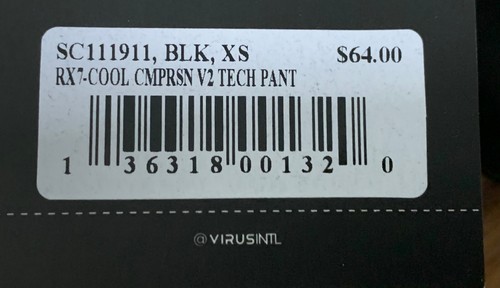 SC111911, BLK, XS $64.00
RX7-COOL CMPRSN V2 TECH PANT
1 36318 00132 0
@VIRUSINTL